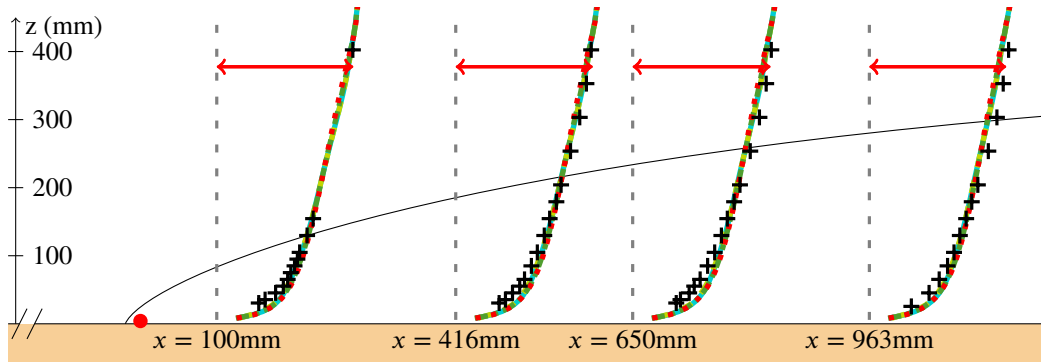 z (mm)
400
300
200
100
x = 100mm
x = 416mm
x = 650mm
x = 963mm